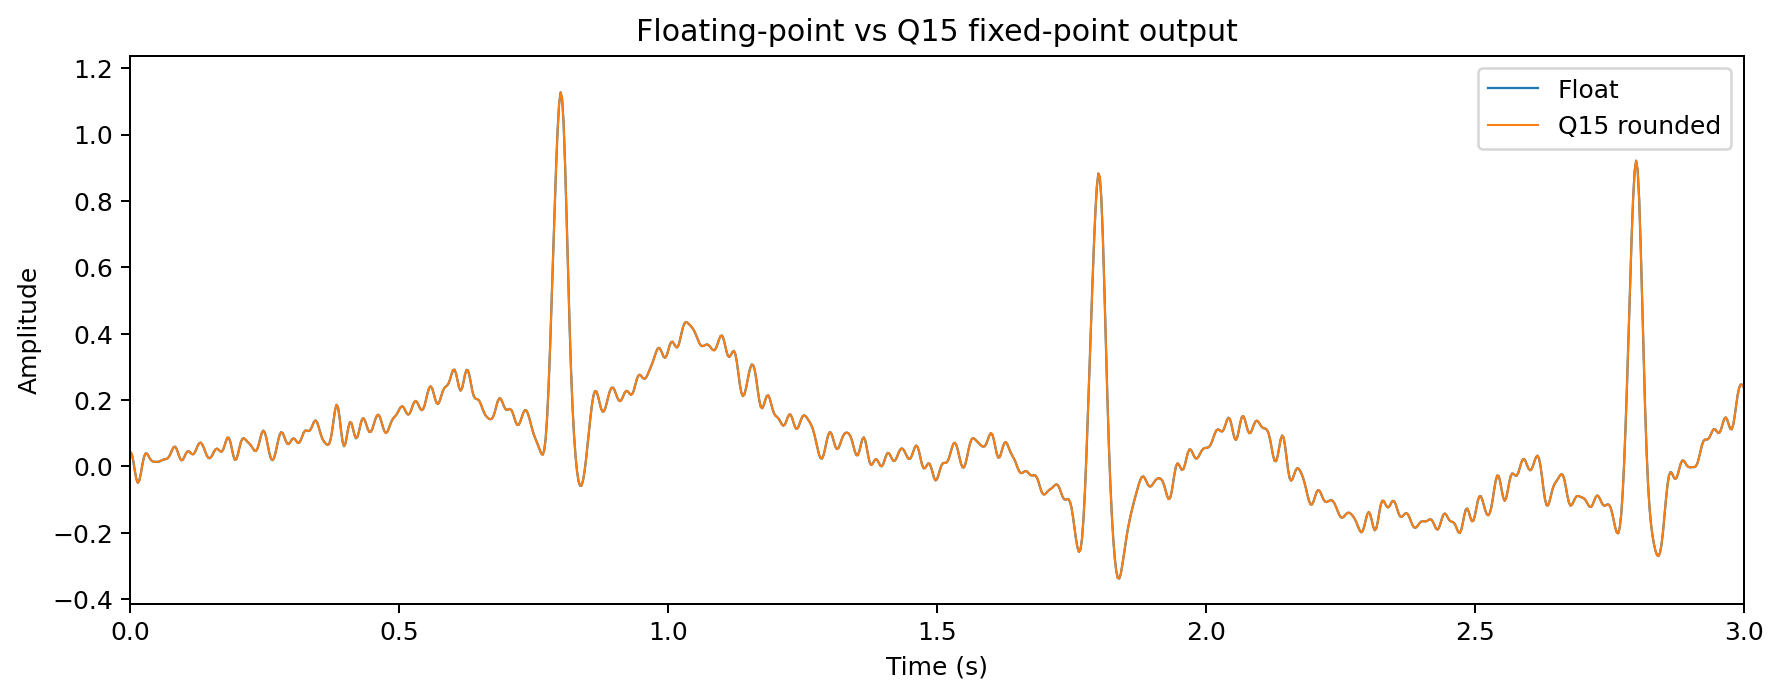 Floating-point vs Q15 fixed-point output
Float
Q15 rounded
Amplitude
1.2
1.0
0.8
0.6
0.4
0.2
0.0
−0.2
−0.4
0.0 0.5 1.0 1.5 2.0 2.5 3.0
Time (s)